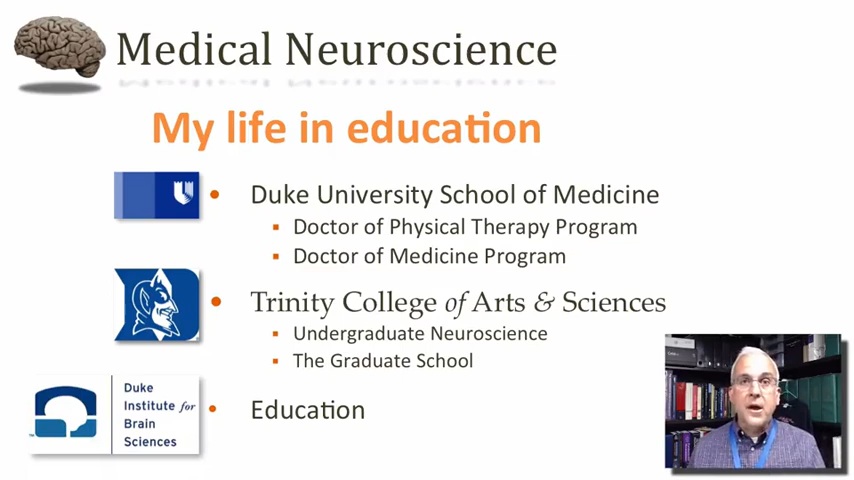 Medical Neuroscience
My life in education
Duke University School of Medicine
Doctor of Physical Therapy Program
Doctor of Medicine Program
Trinity College of Arts & Sciences
Undergraduate Neuroscience
The Graduate School
Duke
Institute for
Brain
Sciences
Education